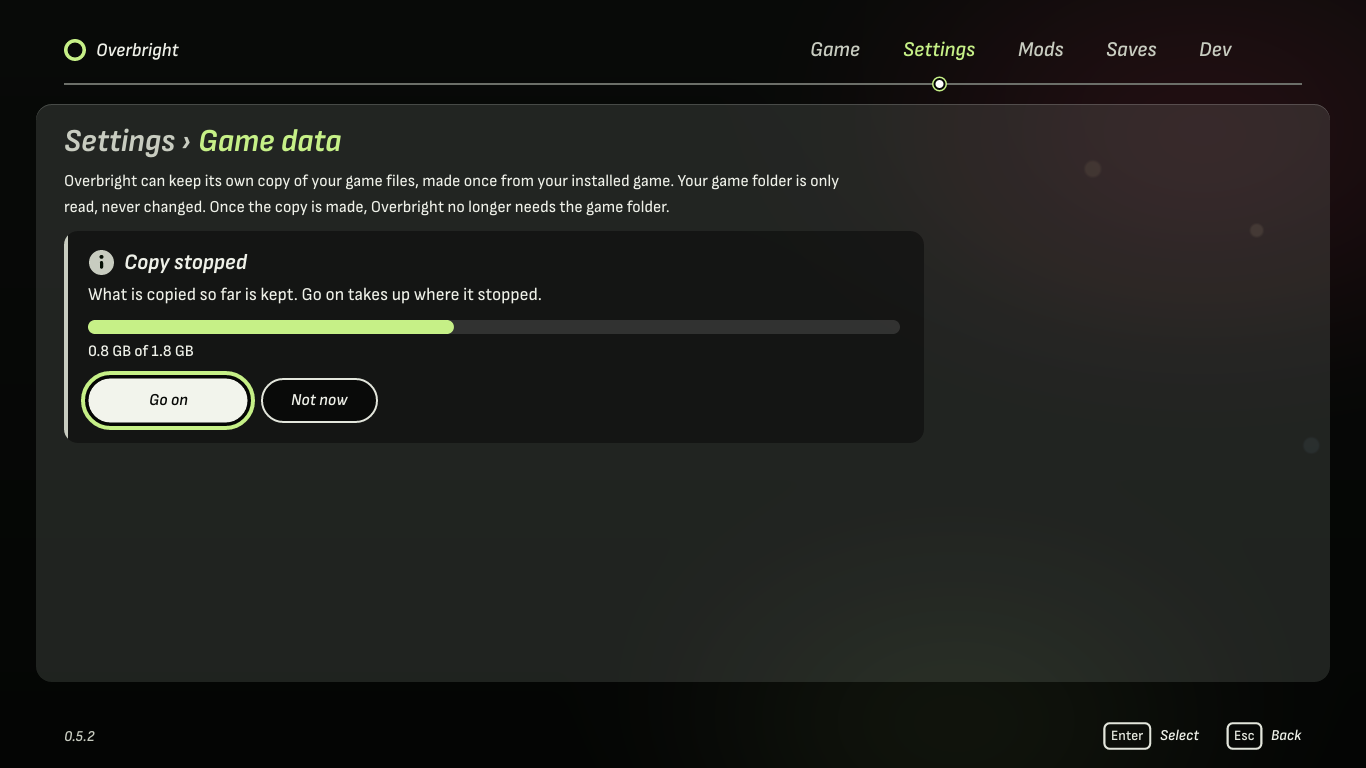 Overbright
Game
Settings
Mods
Saves
Dev
Settings › Game data
Overbright can keep its own copy of your game files, made once from your installed game. Your game folder is only
read, never changed. Once the copy is made, Overbright no longer needs the game folder.
Copy stopped
What is copied so far is kept. Go on takes up where it stopped.
0.8 GB of 1.8 GB
Go on
Not now
0.5.2
Enter Select
Esc Back